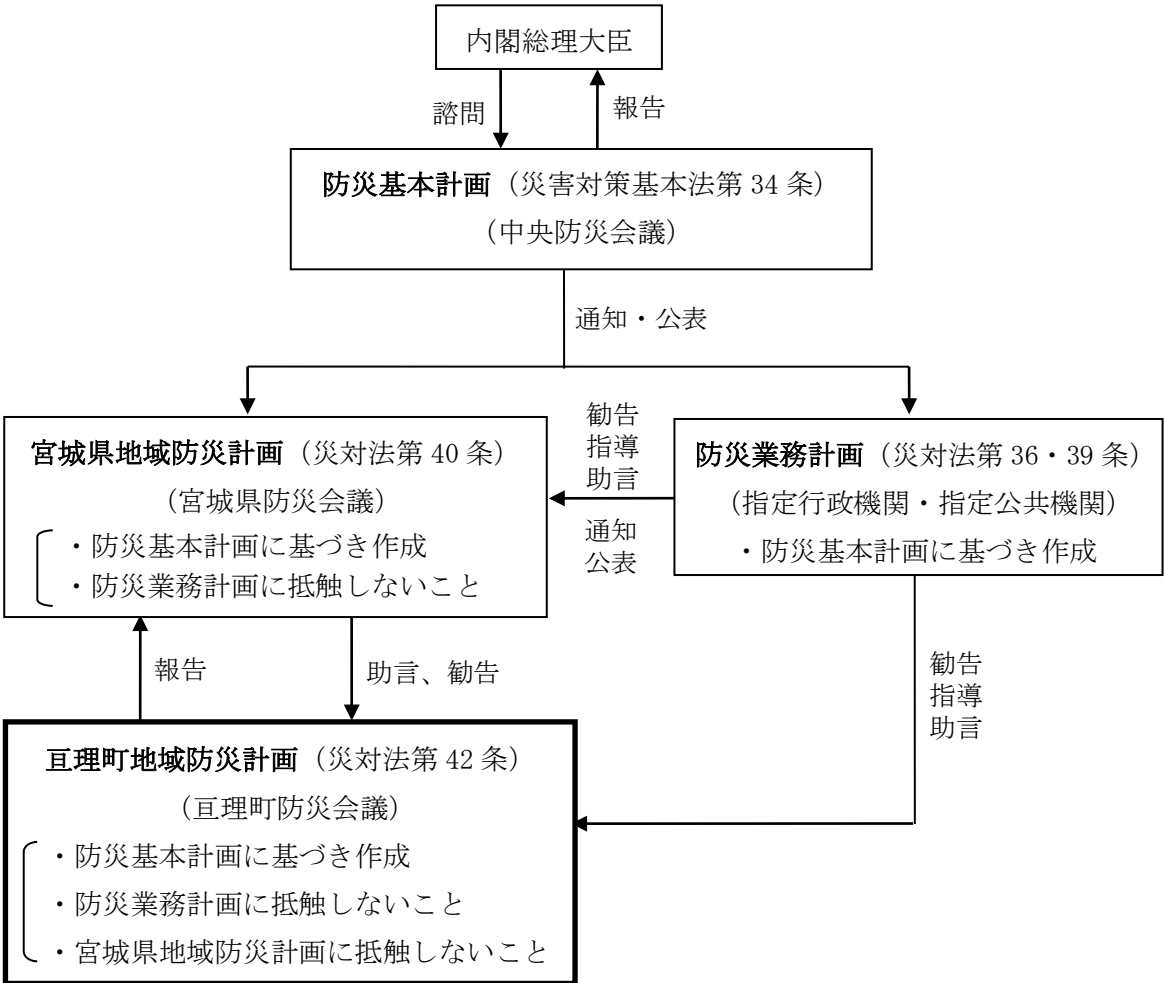 内閣総理大臣
諮問
報告
防災基本計画（災害対策基本法第 34 条）
（中央防災会議）
通知・公表
宮城県地域防災計画（災対法第 40 条）
（宮城県防災会議）
・防災基本計画に基づき作成
・防災業務計画に抵触しないこと
勧告
指導
助言
通知
公表
防災業務計画（災対法第 36・39 条）
（指定行政機関・指定公共機関）
・防災基本計画に基づき作成
報告
助言、勧告
勧告
指導
助言
亘理町地域防災計画（災対法第 42 条）
（亘理町防災会議）
・防災基本計画に基づき作成
・防災業務計画に抵触しないこと
・宮城県地域防災計画に抵触しないこと